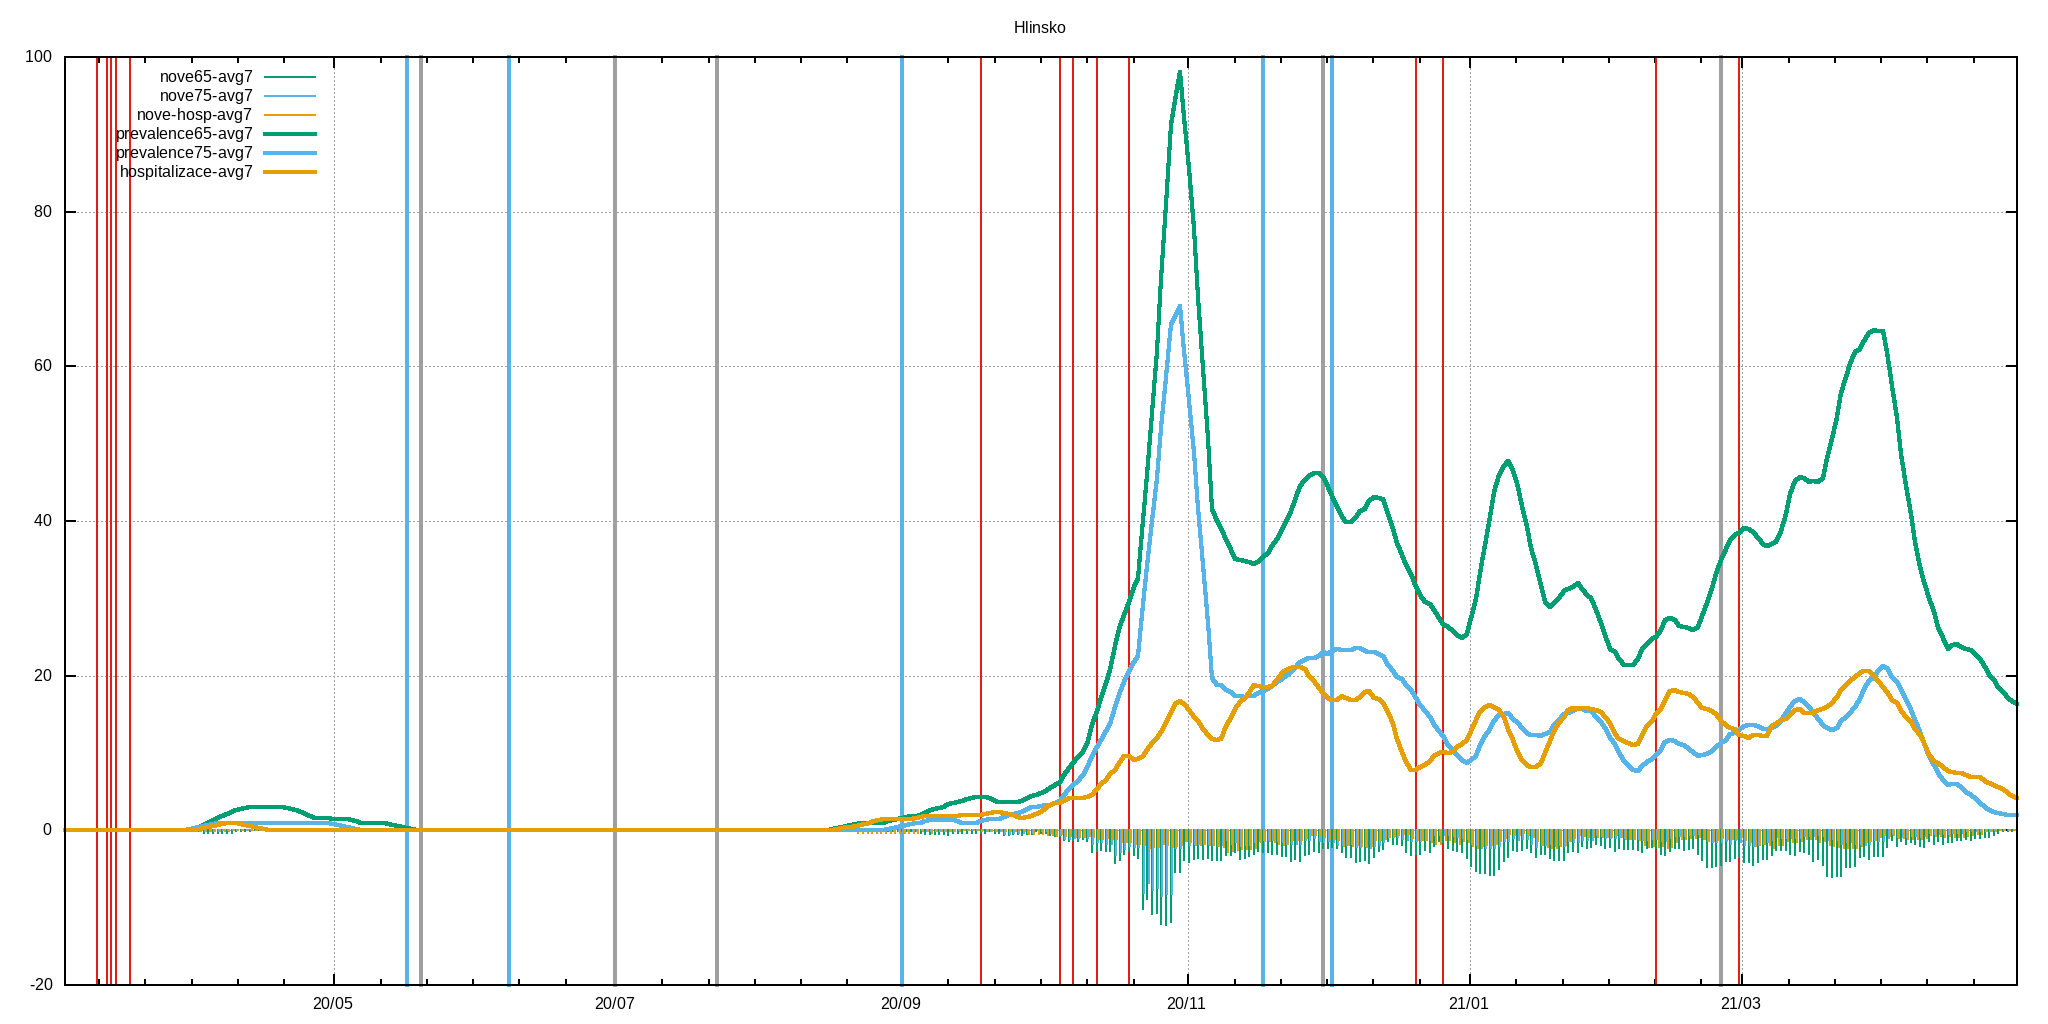 Hlinsko
100
80
60
40
20
0
-20
nove65-avg7
nove75-avg7
nove-hosp-avg7
prevalence65-avg7
prevalence75-avg7
hospitalizace-avg7
20/05 20/07 20/09 20/11 21/01 21/03